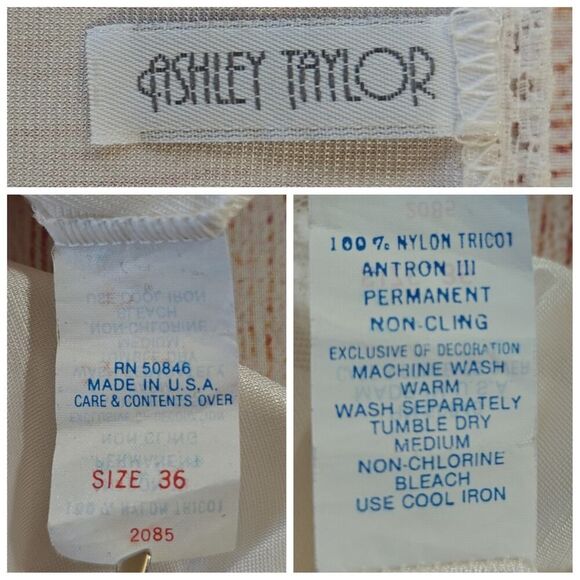 ASHLEY TAYLOR
RN 50846
MADE IN U.S.A.
CARE & CONTENTS OVER
SIZE 36
2085
2085
100% NYLON TRICOT
ANTRON III
PERMANENT
NON-CLING
EXCLUSIVE OF DECORATION
MACHINE WASH
WARM
WASH SEPARATELY
TUMBLE DRY
MEDIUM
NON-CHLORINE
BLEACH
USE COOL IRON